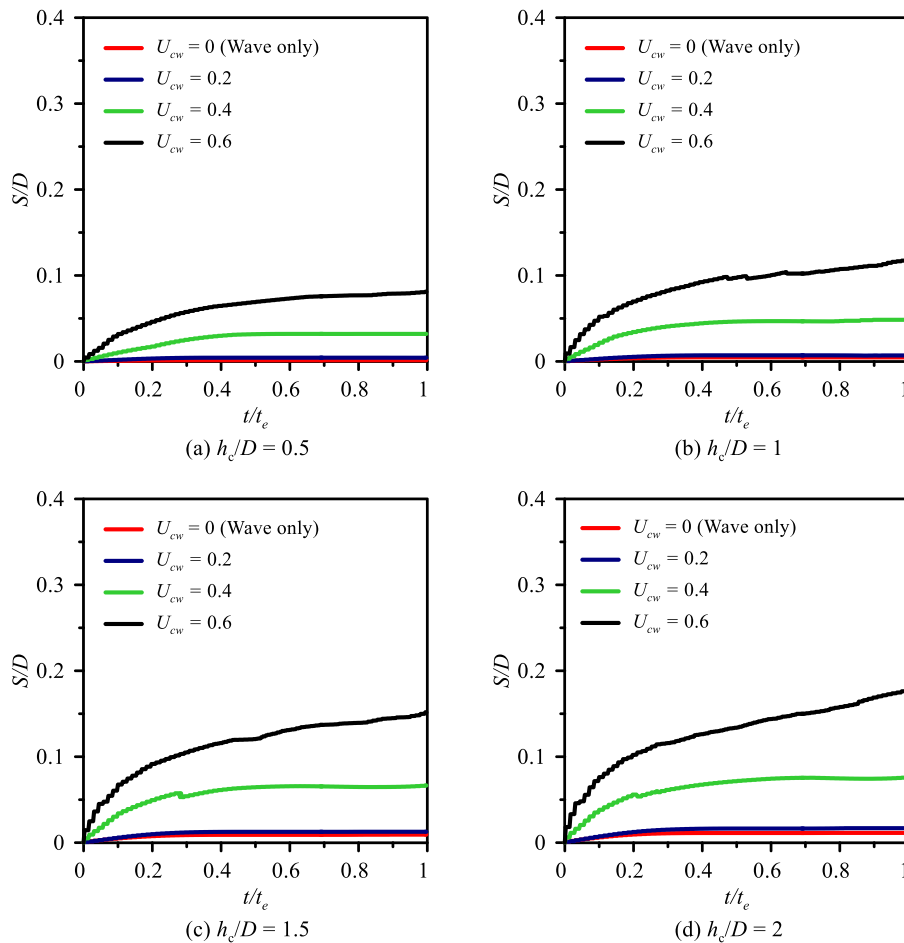 0.4
0.3
0.2
0.1
0
S/D
U_cw = 0 (Wave only)
U_cw = 0.2
U_cw = 0.4
U_cw = 0.6
0 0.2 0.4 0.6 0.8 1
t/t_e
(a) h_c/D = 0.5
0.4
0.3
0.2
0.1
0
S/D
U_cw = 0 (Wave only)
U_cw = 0.2
U_cw = 0.4
U_cw = 0.6
0 0.2 0.4 0.6 0.8 1
t/t_e
(b) h_c/D = 1
0.4
0.3
0.2
0.1
0
S/D
U_cw = 0 (Wave only)
U_cw = 0.2
U_cw = 0.4
U_cw = 0.6
0 0.2 0.4 0.6 0.8 1
t/t_e
(c) h_c/D = 1.5
0.4
0.3
0.2
0.1
0
S/D
U_cw = 0 (Wave only)
U_cw = 0.2
U_cw = 0.4
U_cw = 0.6
0 0.2 0.4 0.6 0.8 1
t/t_e
(d) h_c/D = 2